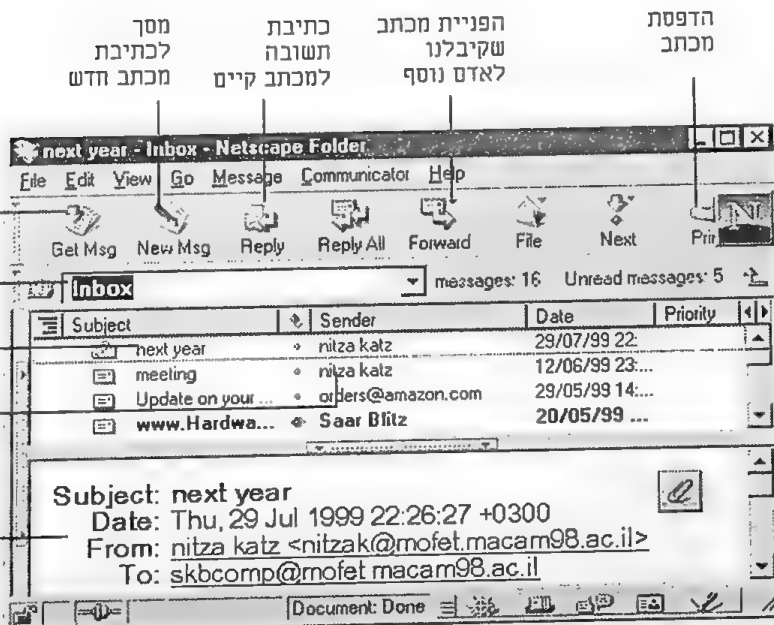 הדפסת
מכתב
הפניית מכתב
שקיבלנו
לאדם נוסף
כתיבת
תשובה
למכתב קיים
מסך
לכתיבת
מכתב חדש
next year - Inbox - Netscape Folder
File Edit View Go Message Communicator Help
Get Msg New Msg Reply Reply All Forward File Next Prin N
Inbox messages: 16 Unread messages: 5
Subject Sender Date Priority
next year nitza katz 29/07/99 22:
meeting nitza katz 12/06/99 23:...
Update on your ... orders@amazon.com 29/05/99 14:...
www.Hardwa... Saar Blitz 20/05/99 ...
Subject: next year
Date: Thu, 29 Jul 1999 22:26:27 +0300
From: nitza katz <nitzak@mofet.macam98.ac.il>
To: skbcomp@mofet macam98.ac.il
Document: Done